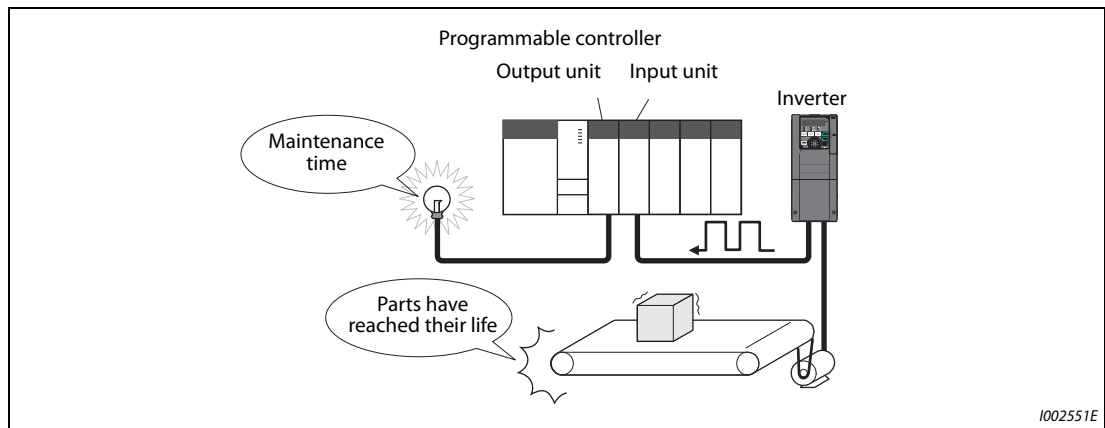 Programmable controller
Output unit
Input unit
Inverter
Maintenance
time
Parts have
reached their life
I002551E